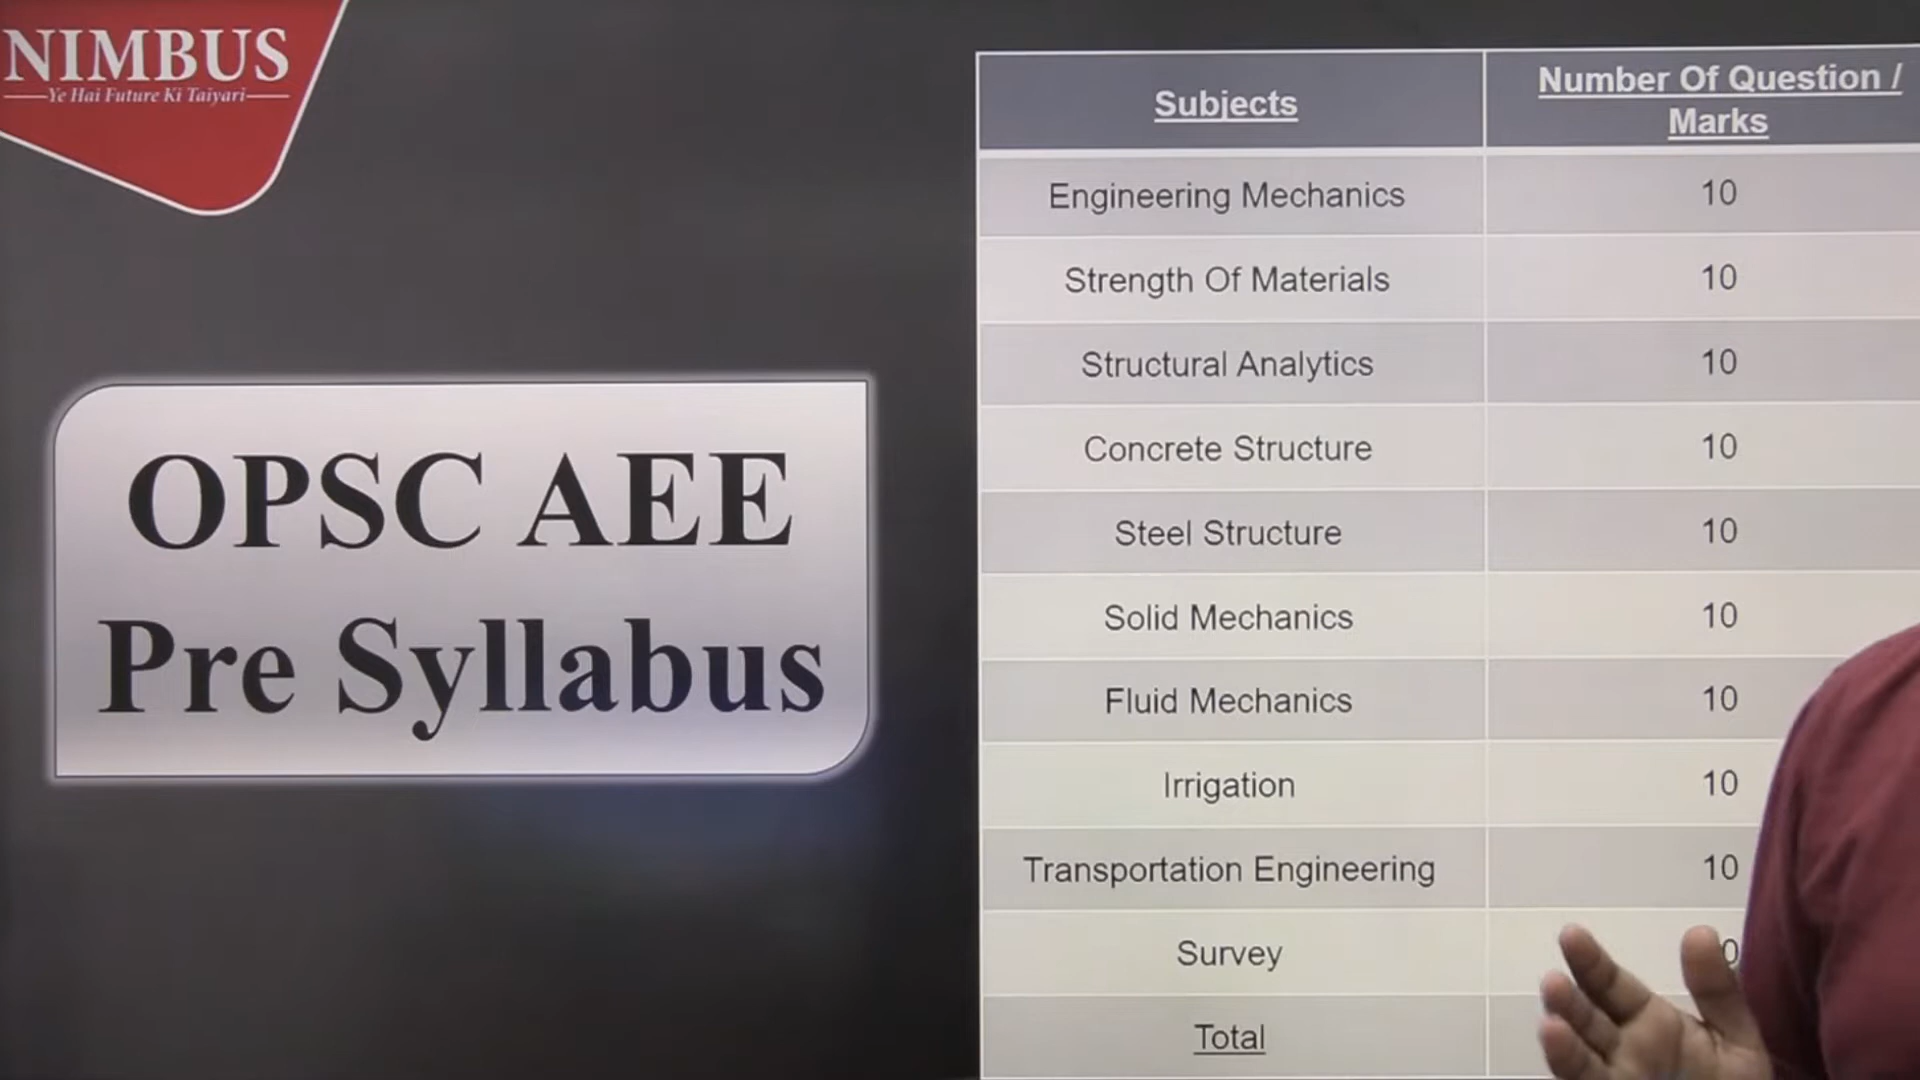 NIMBUS
Ye Hai Future Ki Taiyari
OPSC AEE
Pre Syllabus
Subjects
Number Of Question /
Marks
Engineering Mechanics
10
Strength Of Materials
10
Structural Analytics
10
Concrete Structure
10
Steel Structure
10
Solid Mechanics
10
Fluid Mechanics
10
Irrigation
10
Transportation Engineering
10
Survey
Total